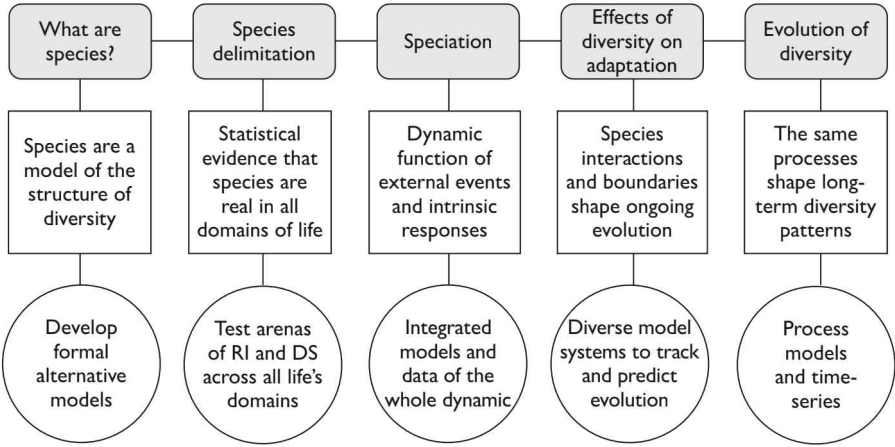 What are
species?
Species
delimitation
Speciation
Effects of
diversity on
adaptation
Evolution of
diversity
Species are a
model of the
structure of
diversity
Statistical
evidence that
species are
real in all
domains of life
Dynamic
function of
external events
and intrinsic
responses
Species
interactions
and boundaries
shape ongoing
evolution
The same
processes
shape long-
term diversity
patterns
Develop
formal
alternative
models
Test arenas
of RI and DS
across all life's
domains
Integrated
models and
data of the
whole dynamic
Diverse model
systems to track
and predict
evolution
Process
models
and time-
series